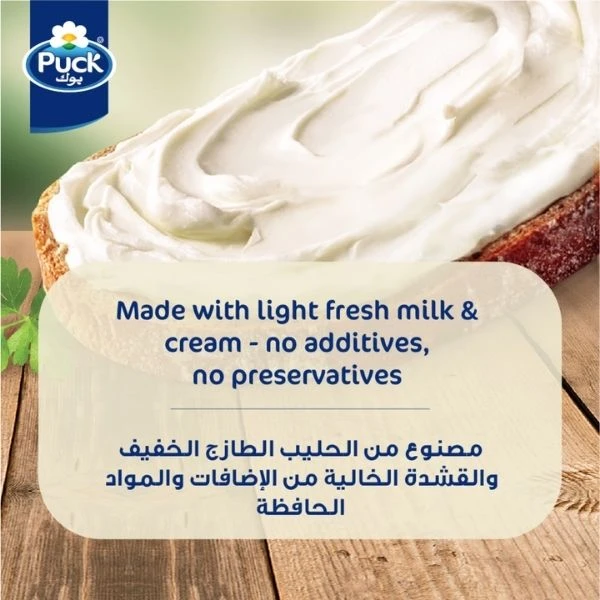 Puck
بوك
Made with light fresh milk &
cream - no additives,
no preservatives
مصنوع من الحليب الطازج الخفيف
والقشدة الخالية من الإضافات والمواد
الحافظة